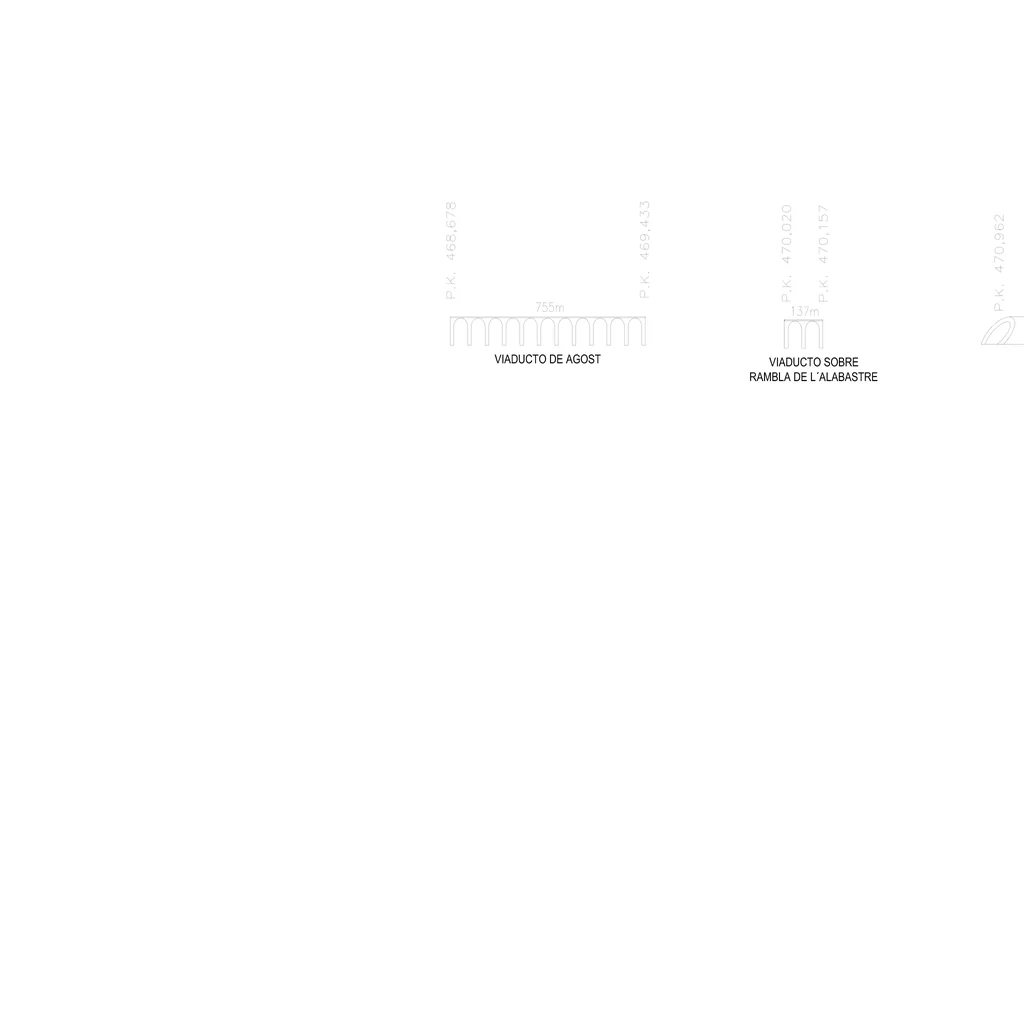 P.K. 468,678
P.K. 469,433
755m
VIADUCTO DE AGOST
P.K. 470,020
P.K. 470,157
137m
VIADUCTO SOBRE
RAMBLA DE L´ALABASTRE
P.K. 470,962